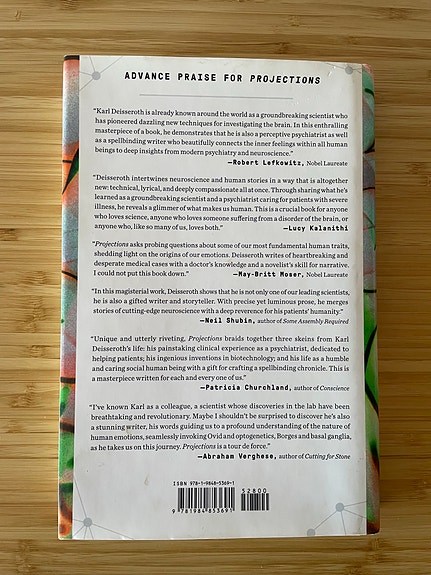 ADVANCE PRAISE FOR PROJECTIONS
“Karl Deisseroth is already known around the world as a groundbreaking scientist who
has pioneered dazzling new techniques for investigating the brain. In this enthralling
masterpiece of a book, he demonstrates that he is also a perceptive psychiatrist as well
as a spellbinding writer who beautifully connects the inner feelings within all human
beings to deep insights from modern psychiatry and neuroscience.”
—Robert Lefkowitz, Nobel Laureate
“Deisseroth intertwines neuroscience and human stories in a way that is altogether
new: technical, lyrical, and deeply compassionate all at once. Through sharing what he’s
learned as a groundbreaking scientist and a psychiatrist caring for patients with severe
illness, he reveals a glimmer of what makes us human. This is a crucial book for anyone
who loves science, anyone who loves someone suffering from a disorder of the brain, or
anyone who, like so many of us, loves both.” —Lucy Kalanithi
“Projections asks probing questions about some of our most fundamental human traits,
shedding light on the origins of our emotions. Deisseroth writes of heartbreaking and
desperate medical cases with a doctor’s knowledge and a novelist’s skill for narrative.
I could not put this book down.” —May-Britt Moser, Nobel Laureate
“In this magisterial work, Deisseroth shows that he is not only one of our leading scientists,
he is also a gifted writer and storyteller. With precise yet luminous prose, he merges
stories of cutting-edge neuroscience with a deep reverence for his patients’ humanity.”
—Neil Shubin, author of Some Assembly Required
“Unique and utterly riveting, Projections braids together three skeins from Karl
Deisseroth’s life: his painstaking clinical experience as a psychiatrist, dedicated to
helping patients; his ingenious inventions in biotechnology; and his life as a humble
and caring social human being with a gift for crafting a spellbinding chronicle. This is
a masterpiece written for each and every one of us.”
—Patricia Churchland, author of Conscience
“I’ve known Karl as a colleague, a scientist whose discoveries in the lab have been
breathtaking and revolutionary. Maybe I shouldn’t be surprised to discover he’s also
a stunning writer, his words guiding us to a profound understanding of the nature of
human emotions, seamlessly invoking Ovid and optogenetics, Borges and basal ganglia,
as he takes us on this journey. Projections is a tour de force.”
—Abraham Verghese, author of Cutting for Stone
ISBN 978-1-9848-5369-1
52800
9 781984 853691